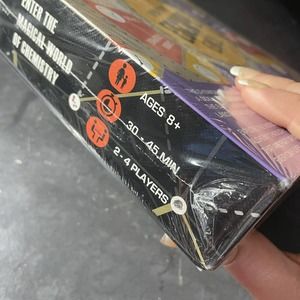 ENTER THE
MAGICAL WORLD
OF CHEMISTRY
AGES 8+
30 - 45 MIN
2 - 4 PLAYERS